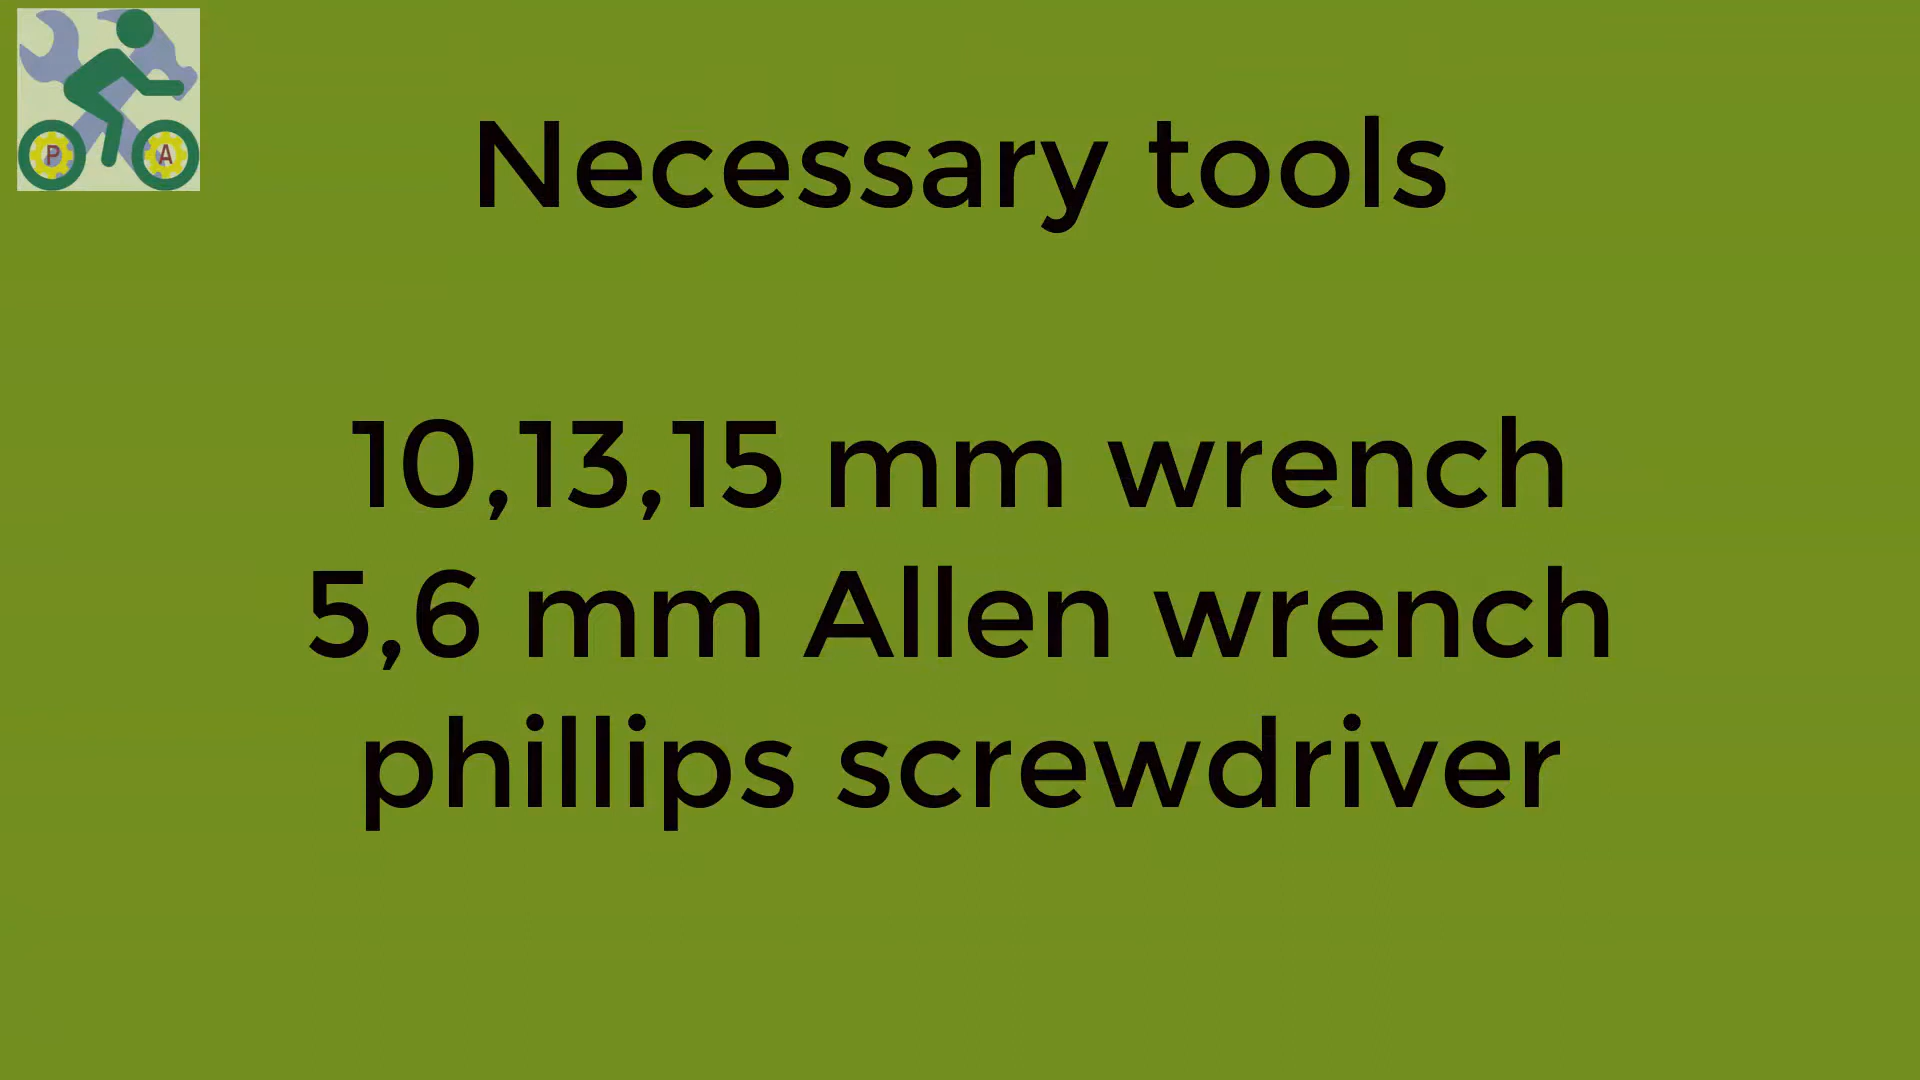 Necessary tools
10,13,15 mm wrench
5,6 mm Allen wrench
phillips screwdriver
P A